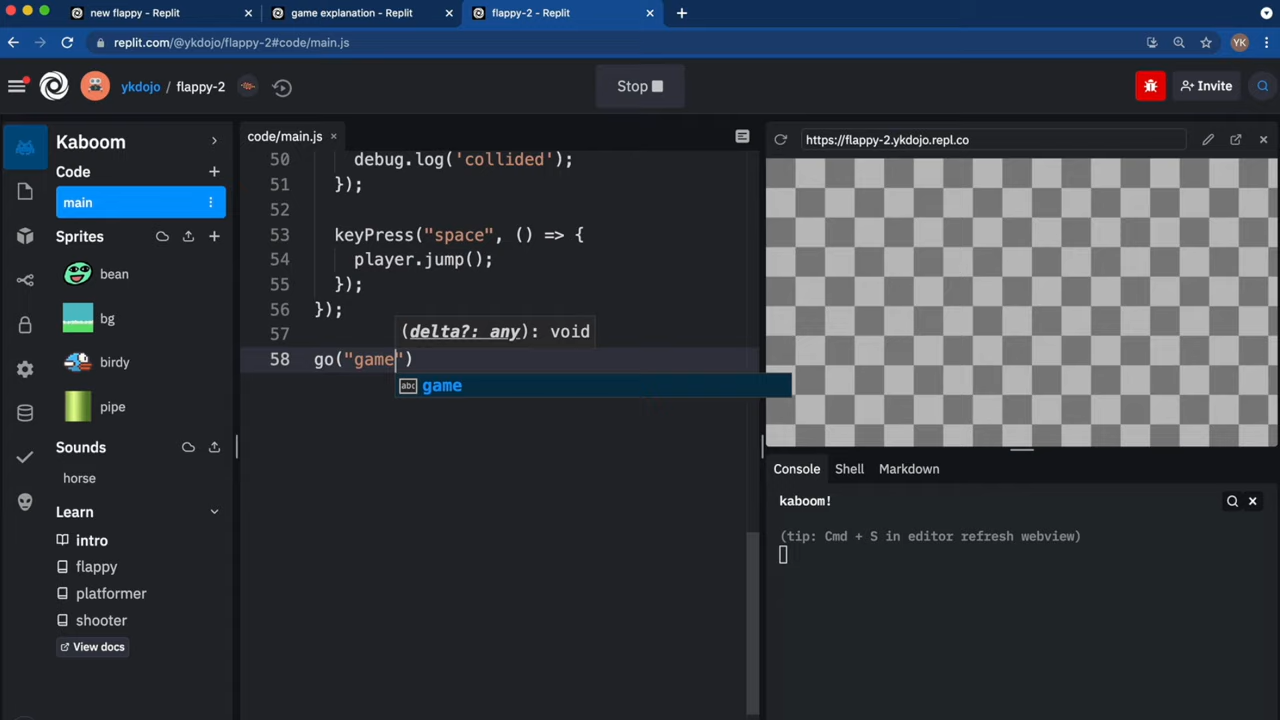 new flappy - Replit
game explanation - Replit
flappy-2 - Replit
replit.com/@ykdojo/flappy-2#code/main.js
YK
ykdojo / flappy-2
Stop
Invite
Kaboom
Code
main
Sprites
bean
bg
birdy
pipe
Sounds
horse
Learn
intro
flappy
platformer
shooter
View docs
code/main.js
50 debug.log('collided');
51 });
52
53 keyPress("space", () => {
54 player.jump();
55 });
56 });
57
(delta?: any): void
58 go("game")
abc game
https://flappy-2.ykdojo.repl.co
Console
Shell
Markdown
kaboom!
(tip: Cmd + S in editor refresh webview)